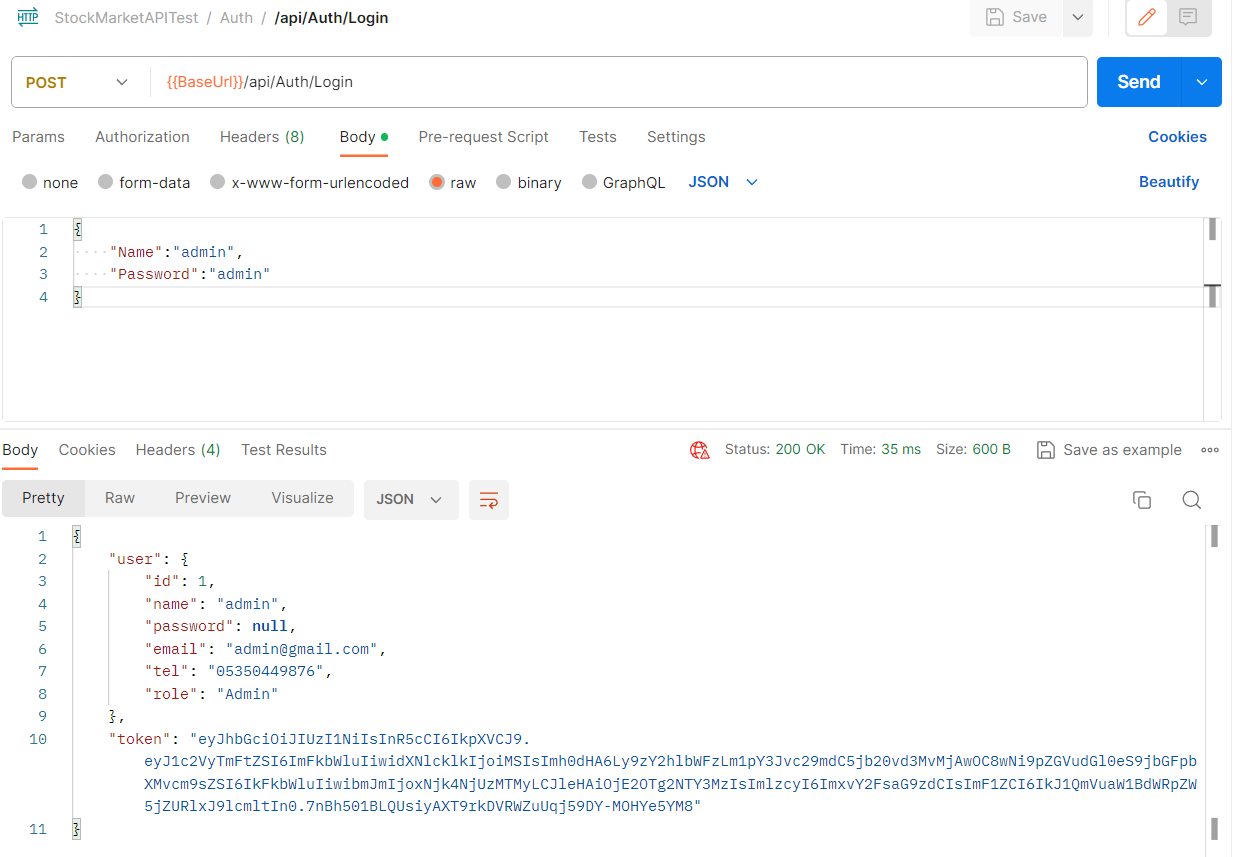 HTTP StockMarketAPITest / Auth / /api/Auth/Login Save
POST {{BaseUrl}}/api/Auth/Login Send
Params Authorization Headers (8) Body Pre-request Script Tests Settings Cookies
none form-data x-www-form-urlencoded raw binary GraphQL JSON Beautify
1 {
2 ····"Name":"admin",
3 ····"Password":"admin"
4 }
Body Cookies Headers (4) Test Results Status: 200 OK Time: 35 ms Size: 600 B Save as example
Pretty Raw Preview Visualize JSON
1 {
2 "user": {
3 "id": 1,
4 "name": "admin",
5 "password": null,
6 "email": "admin@gmail.com",
7 "tel": "05350449876",
8 "role": "Admin"
9 },
10 "token": "eyJhbGciOiJIUzI1NiIsInR5cCI6IkpXVCJ9.
eyJ1c2VyTmFtZSI6ImFkbWluIiwidXNlcklkIjoiMSIsImh0dHA6Ly9zY2hlbWFzLm1pY3Jvc29mdC5jb20vd3MvMjAwOC8wNi9pZGVudGl0eS9jbGFpb
XMvcm9sZSI6IkFkbWluIiwibmJmIjoxNjk4NjUzMTMyLCJleHAiOjE2OTg2NTY3MzIsImlzcyI6ImxvY2FsaG9zdCIsImF1ZCI6IkJ1QmVuaW1BdWRpZW
5jZURlxJ9lcmltIn0.7nBh501BLQUsiyAXT9rkDVRWZuUqj59DY-MOHYe5YM8"
11 }